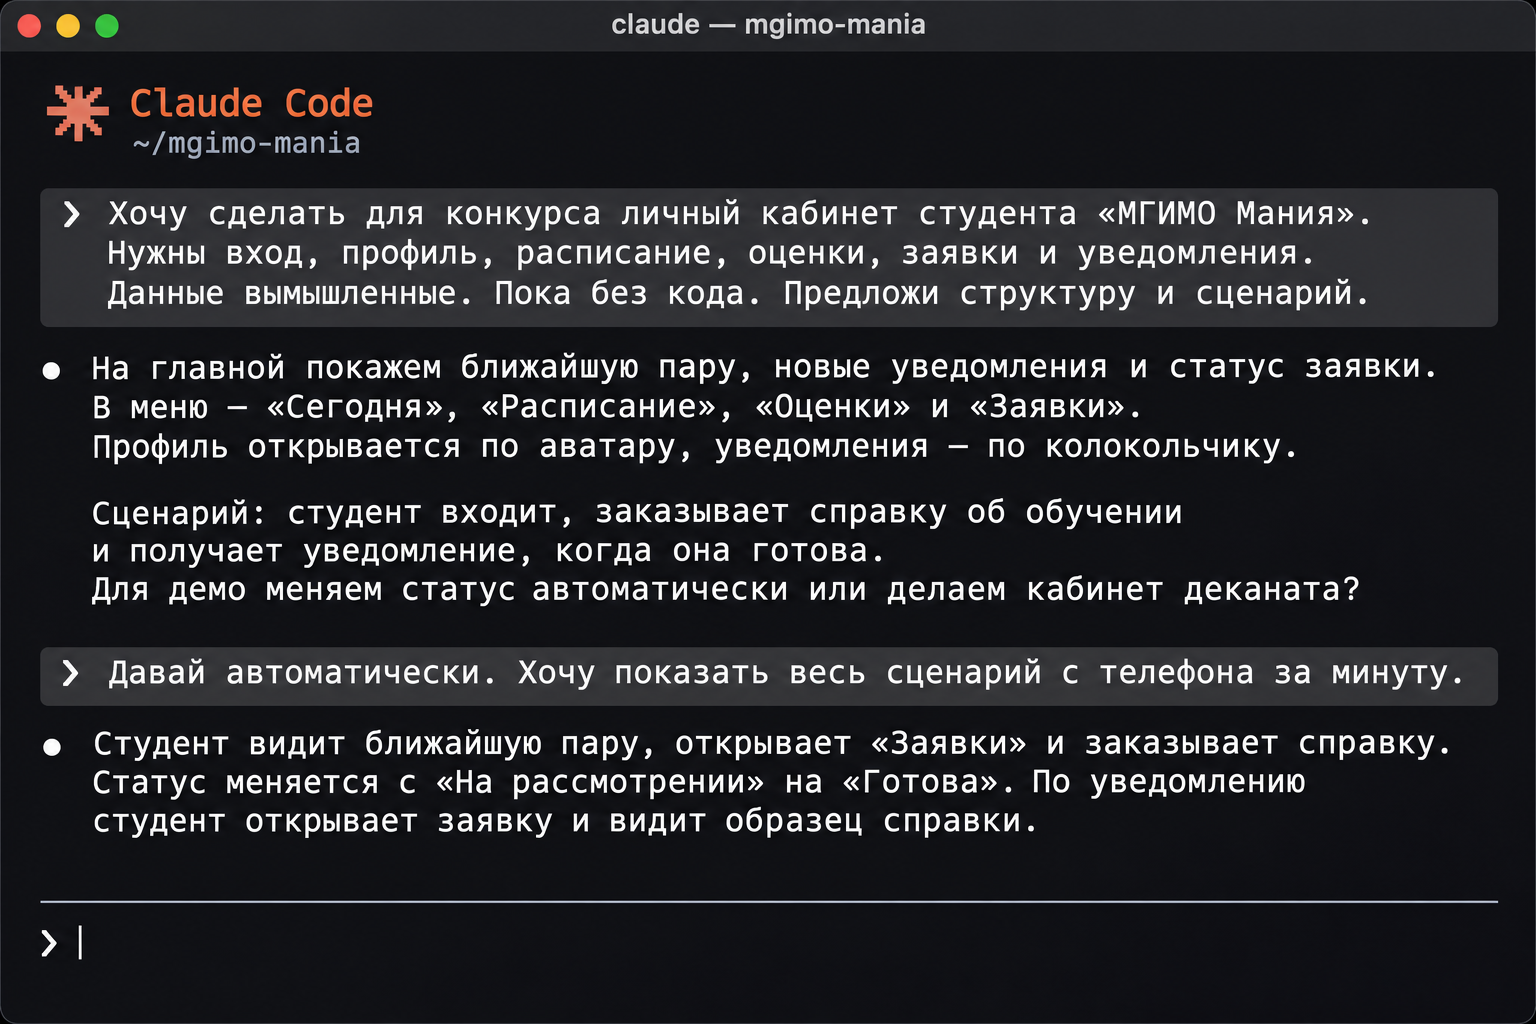 claude — mgimo-mania
Claude Code
~/mgimo-mania
❯ Хочу сделать для конкурса личный кабинет студента «МГИМО Мания».
Нужны вход, профиль, расписание, оценки, заявки и уведомления.
Данные вымышленные. Пока без кода. Предложи структуру и сценарий.
● На главной покажем ближайшую пару, новые уведомления и статус заявки.
В меню — «Сегодня», «Расписание», «Оценки» и «Заявки».
Профиль открывается по аватару, уведомления — по колокольчику.
Сценарий: студент входит, заказывает справку об обучении
и получает уведомление, когда она готова.
Для демо меняем статус автоматически или делаем кабинет деканата?
❯ Давай автоматически. Хочу показать весь сценарий с телефона за минуту.
● Студент видит ближайшую пару, открывает «Заявки» и заказывает справку.
Статус меняется с «На рассмотрении» на «Готова». По уведомлению
студент открывает заявку и видит образец справки.
❯